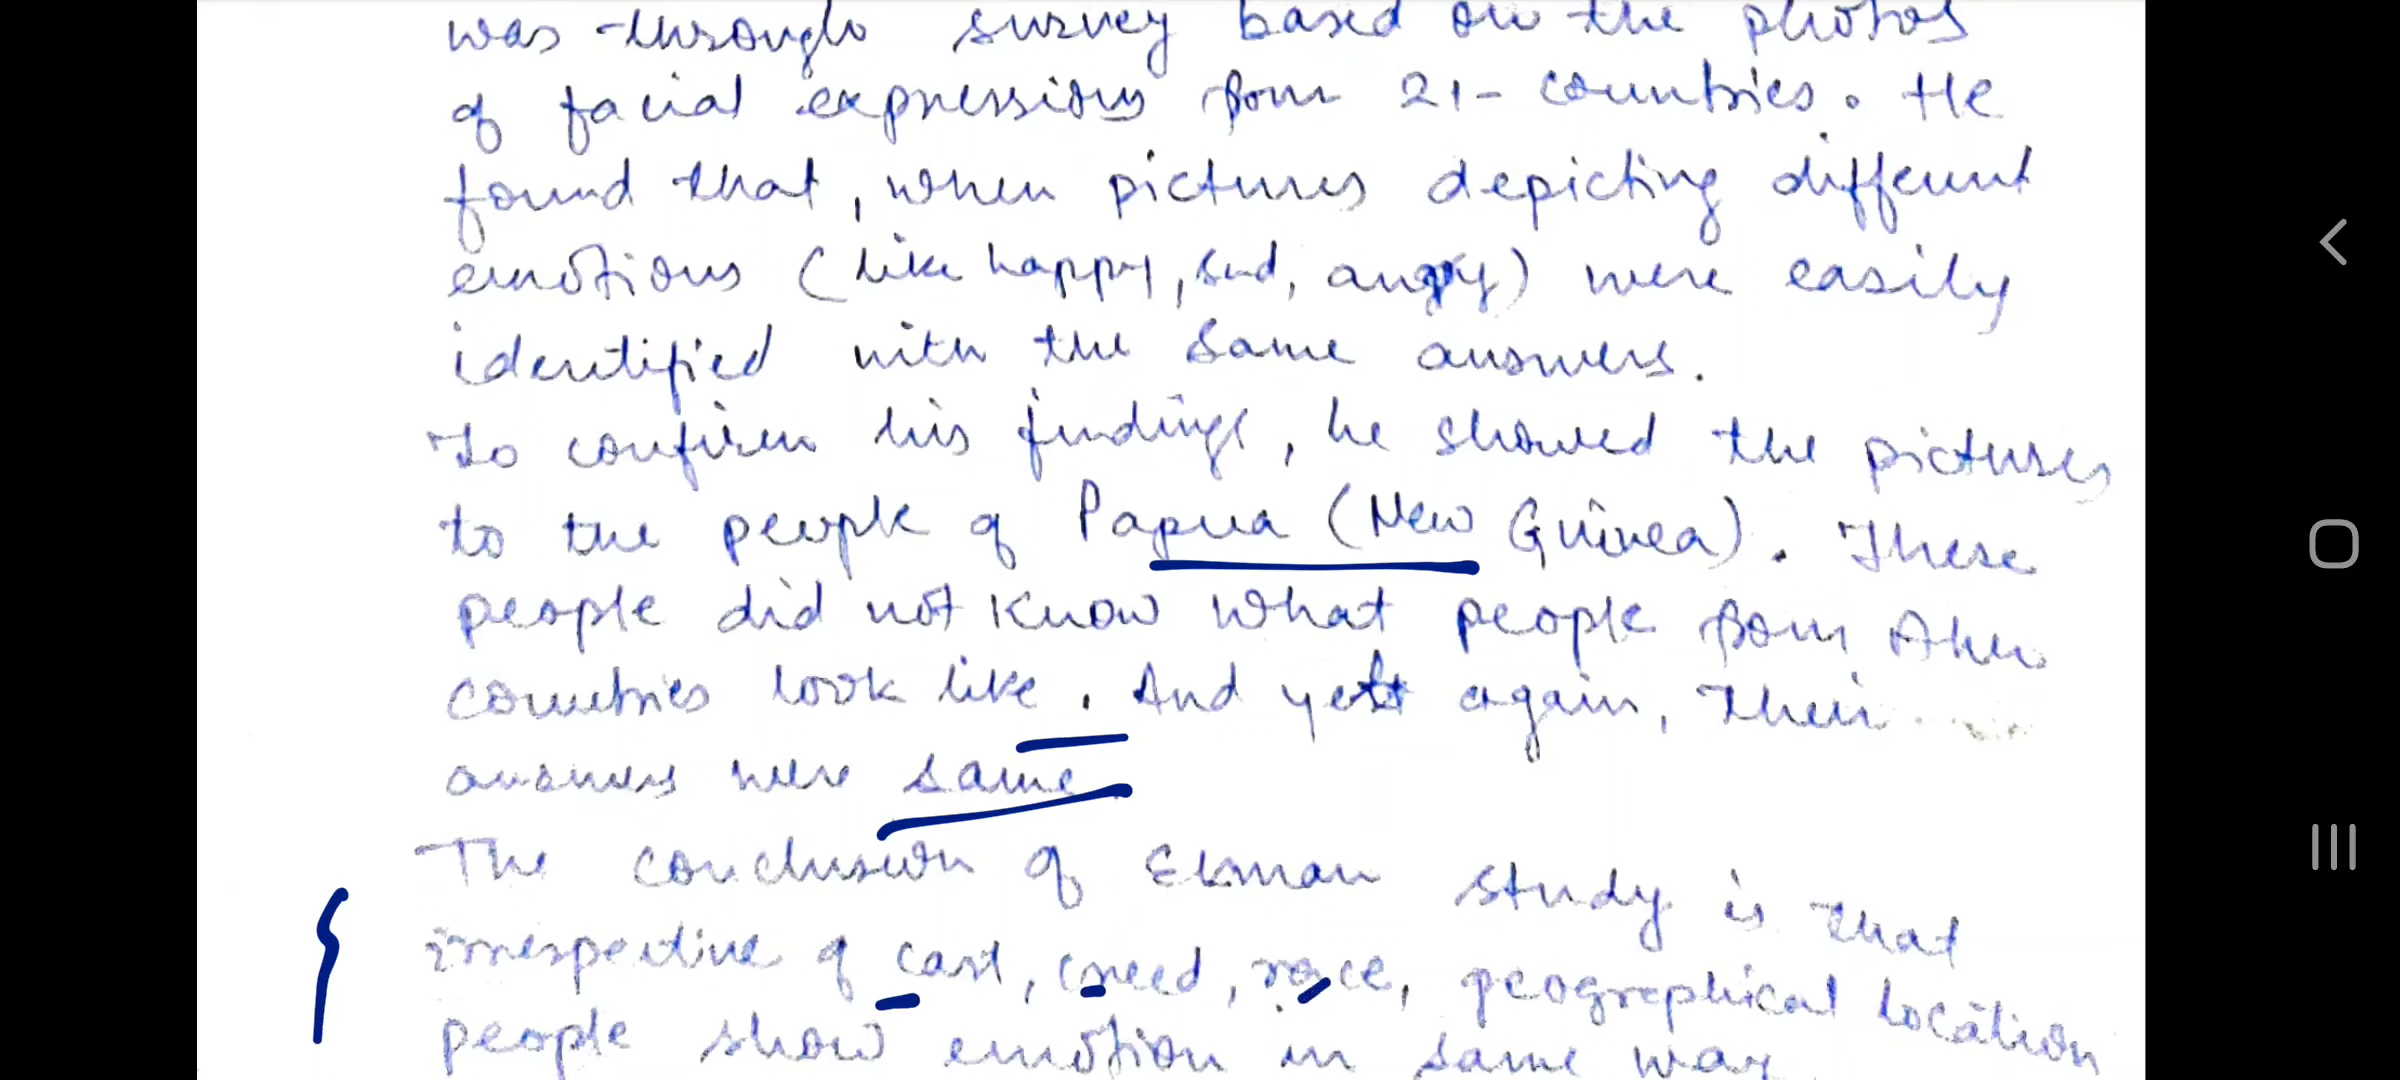 was through survey based on the photos
of facial expressions from 21- countries. He
found that, when pictures depicting different
emotions (like happy, sad, angry) were easily
identified with the same answers.
To confirm his findings, he showed the pictures
to the people of Papua (New Guinea). These
people did not know what people from other
countries look like. And yet again, their
answers were same.
The conclusion of Ekman study is that
irrespective of cast, creed, race, geographical location
people show emotion in same way